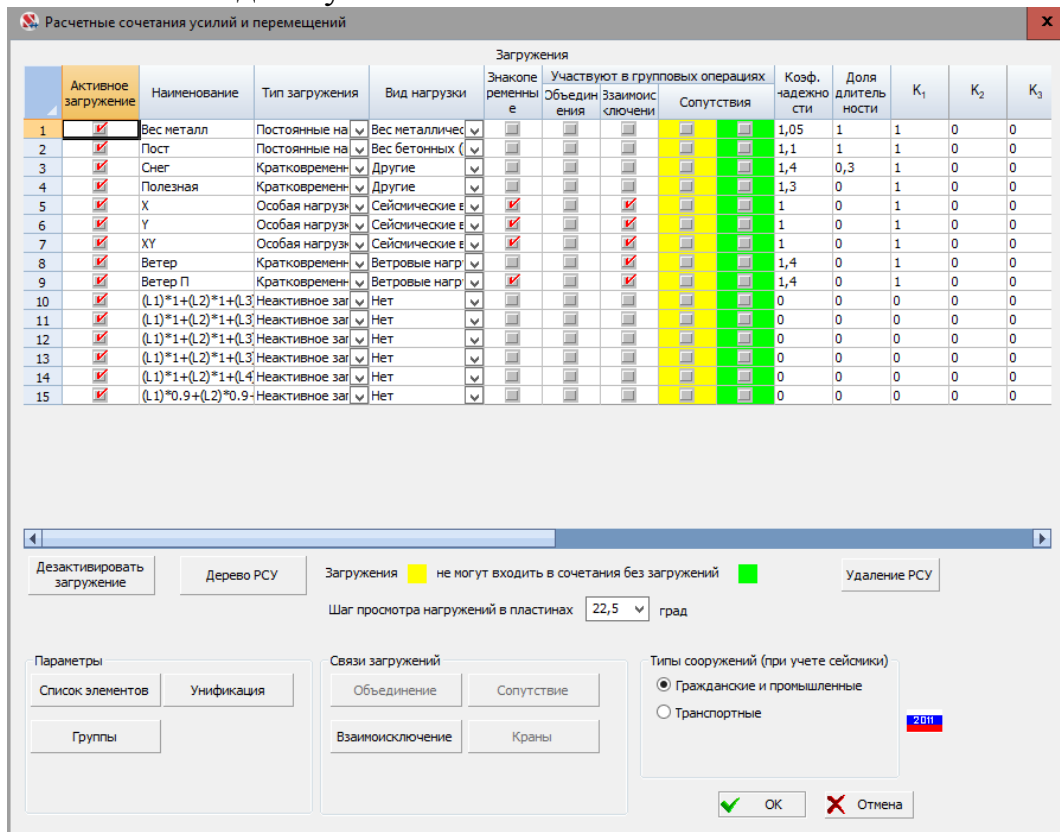 Расчетные сочетания усилий и перемещений
x
Загружения
Активное загружение Наименование Тип загружения Вид нагрузки Знакопе ременны е Участвуют в групповых операциях Объедин ения Взаимоис ключени Сопутствия Коэф. надежно сти Доля длитель ности K₁ K₂ K₃
1 Вес металл Постоянные на Вес металличес 1,05 1 1 0 0
2 Пост Постоянные на Вес бетонных ( 1,1 1 1 0 0
3 Снег Кратковременн Другие 1,4 0,3 1 0 0
4 Полезная Кратковременн Другие 1,3 0 1 0 0
5 X Особая нагрузк Сейсмические в 1 0 1 0 0
6 Y Особая нагрузк Сейсмические в 1 0 1 0 0
7 XY Особая нагрузк Сейсмические в 1 0 1 0 0
8 Ветер Кратковременн Ветровые нагр 1,4 0 1 0 0
9 Ветер П Кратковременн Ветровые нагр 1,4 0 1 0 0
10 (L1)*1+(L2)*1+(L3) Неактивное заг Нет 0 0 0 0 0
11 (L1)*1+(L2)*1+(L3) Неактивное заг Нет 0 0 0 0 0
12 (L1)*1+(L2)*1+(L3) Неактивное заг Нет 0 0 0 0 0
13 (L1)*1+(L2)*1+(L3) Неактивное заг Нет 0 0 0 0 0
14 (L1)*1+(L2)*1+(L4) Неактивное заг Нет 0 0 0 0 0
15 (L1)*0.9+(L2)*0.9+ Неактивное заг Нет 0 0 0 0 0
Дезактивировать загружение Дерево РСУ Загружения не могут входить в сочетания без загружений Удаление РСУ
Шаг просмотра нагружений в пластинах 22,5 град
Параметры Связи загружений Типы сооружений (при учете сейсмики)
Список элементов Унификация Объединение Сопутствие Гражданские и промышленные
Транспортные
2011
Группы Взаимоисключение Краны
OK Отмена